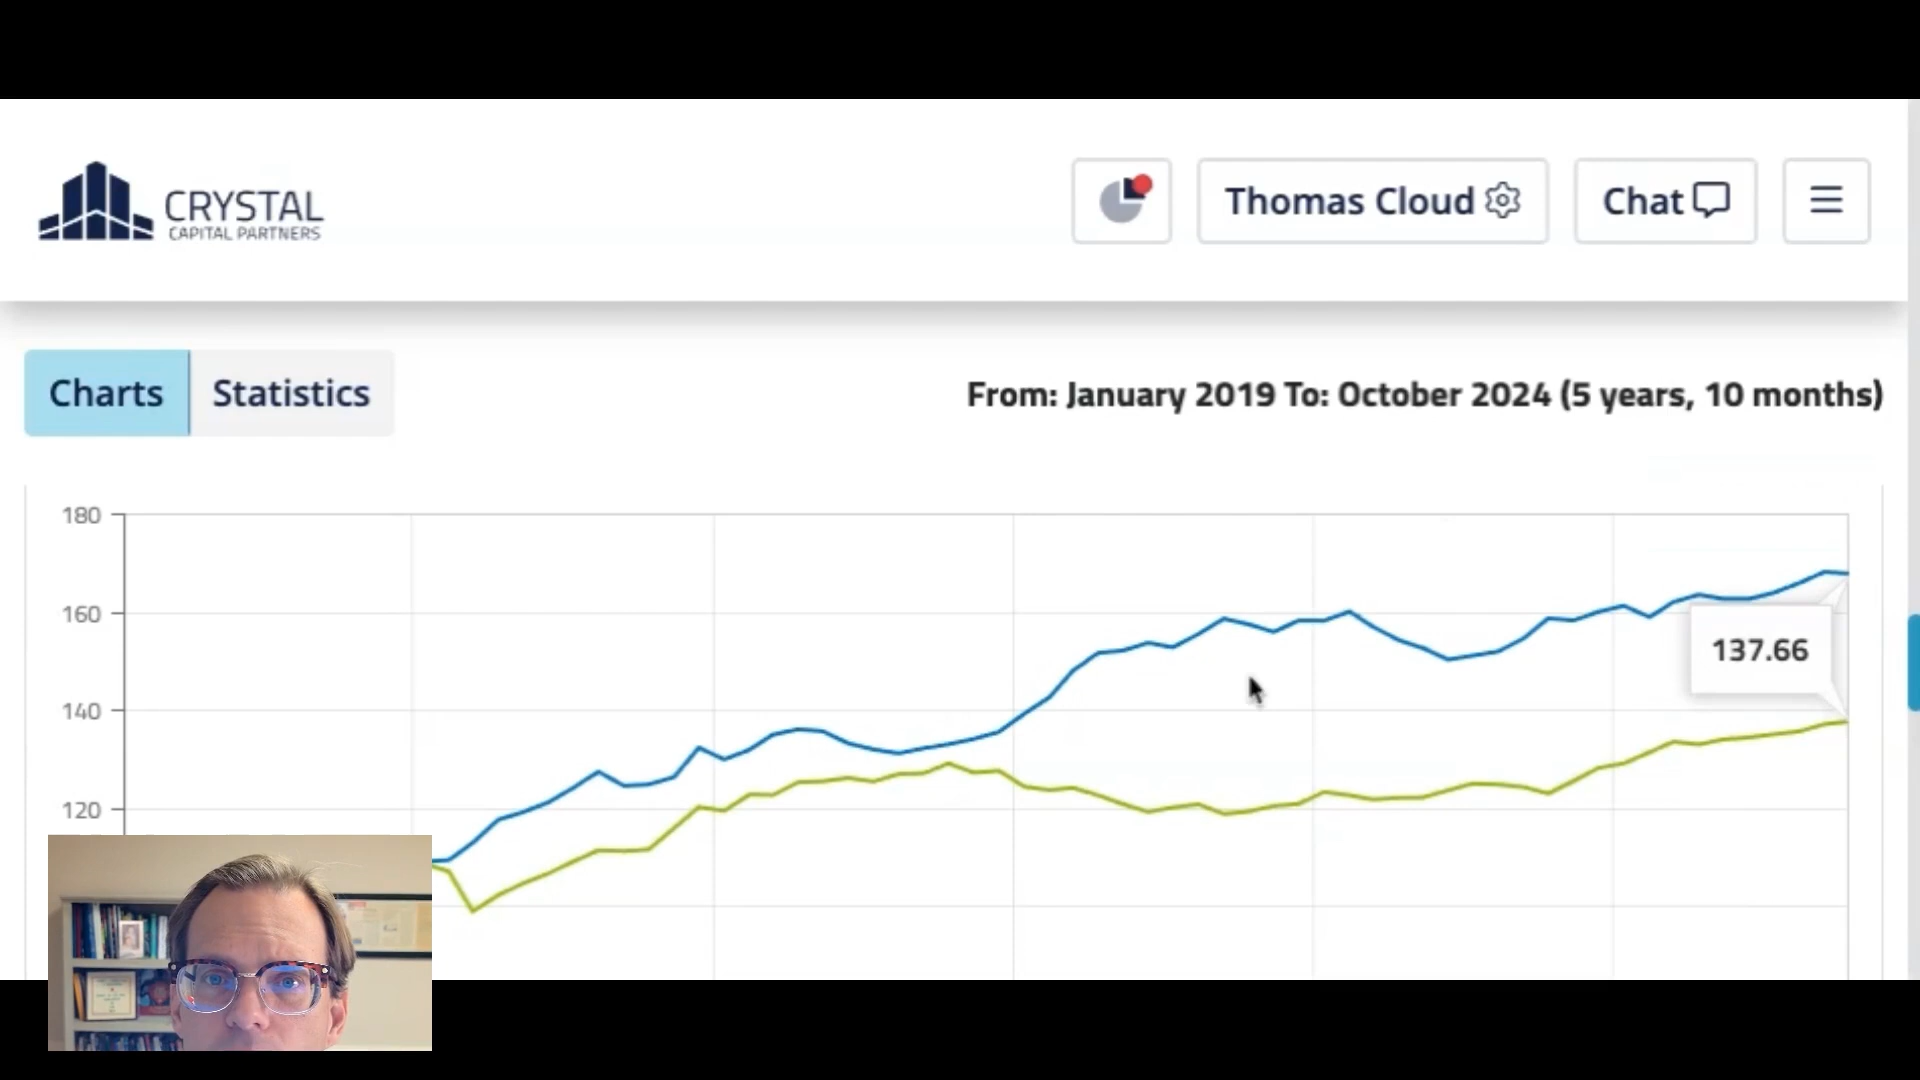 CRYSTAL
CAPITAL PARTNERS
Thomas Cloud
Chat
Charts
Statistics
From: January 2019 To: October 2024 (5 years, 10 months)
180
160
140
120
137.66